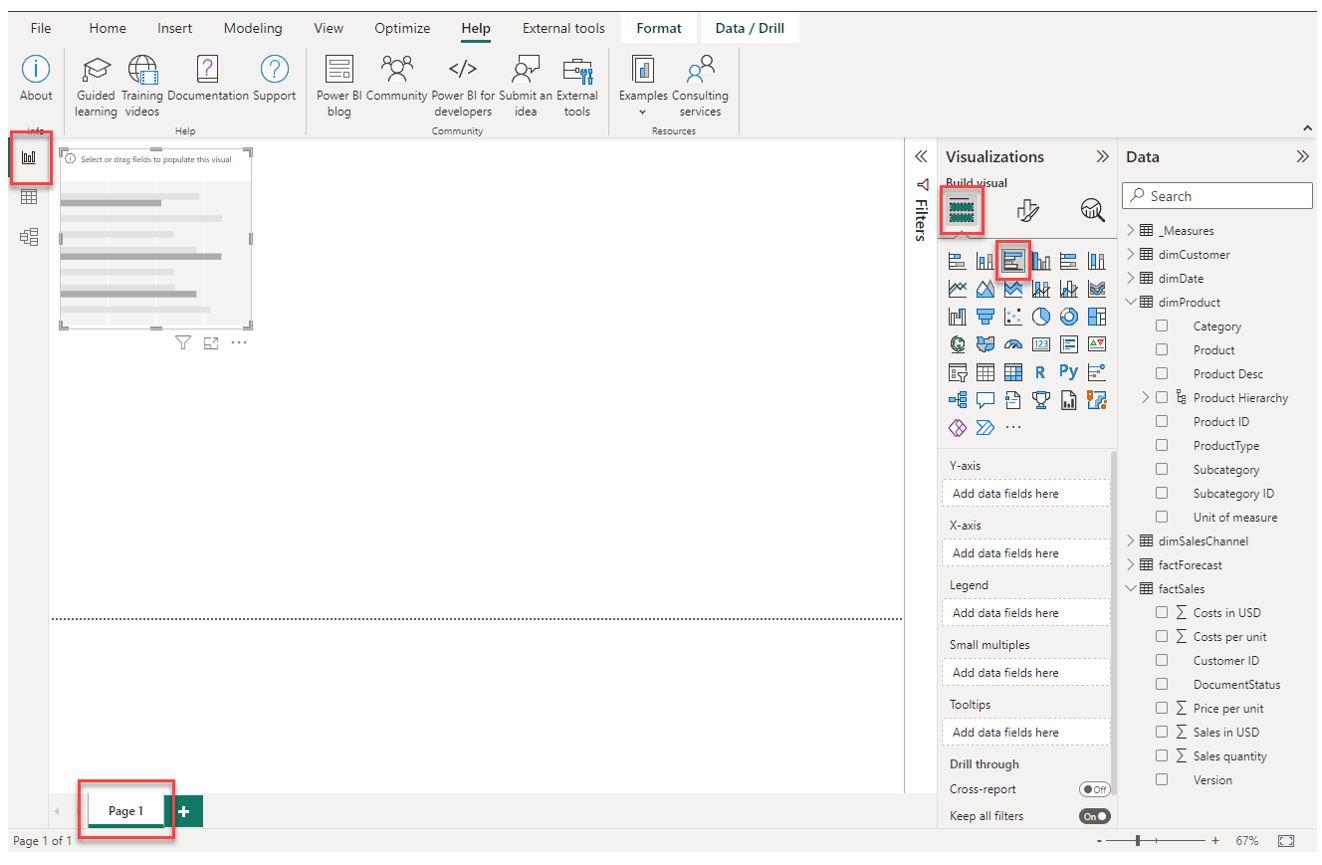 File Home Insert Modeling View Optimize Help External tools Format Data / Drill
About Guided learning Training videos Documentation Support Power BI blog Community Power BI for developers Submit an idea External tools Examples Consulting services
Info Help Community Resources
Select or drag fields to populate this visual
Filters
Visualizations
Build visual
123
R Py
Y-axis
Add data fields here
X-axis
Add data fields here
Legend
Add data fields here
Small multiples
Add data fields here
Tooltips
Add data fields here
Drill through
Cross-report Off
Keep all filters On
Data
Search
_Measures
dimCustomer
dimDate
dimProduct
Category
Product
Product Desc
Product Hierarchy
Product ID
ProductType
Subcategory
Subcategory ID
Unit of measure
dimSalesChannel
factForecast
factSales
Costs in USD
Costs per unit
Customer ID
DocumentStatus
Price per unit
Sales in USD
Sales quantity
Version
Page 1 +
Page 1 of 1
- + 67%